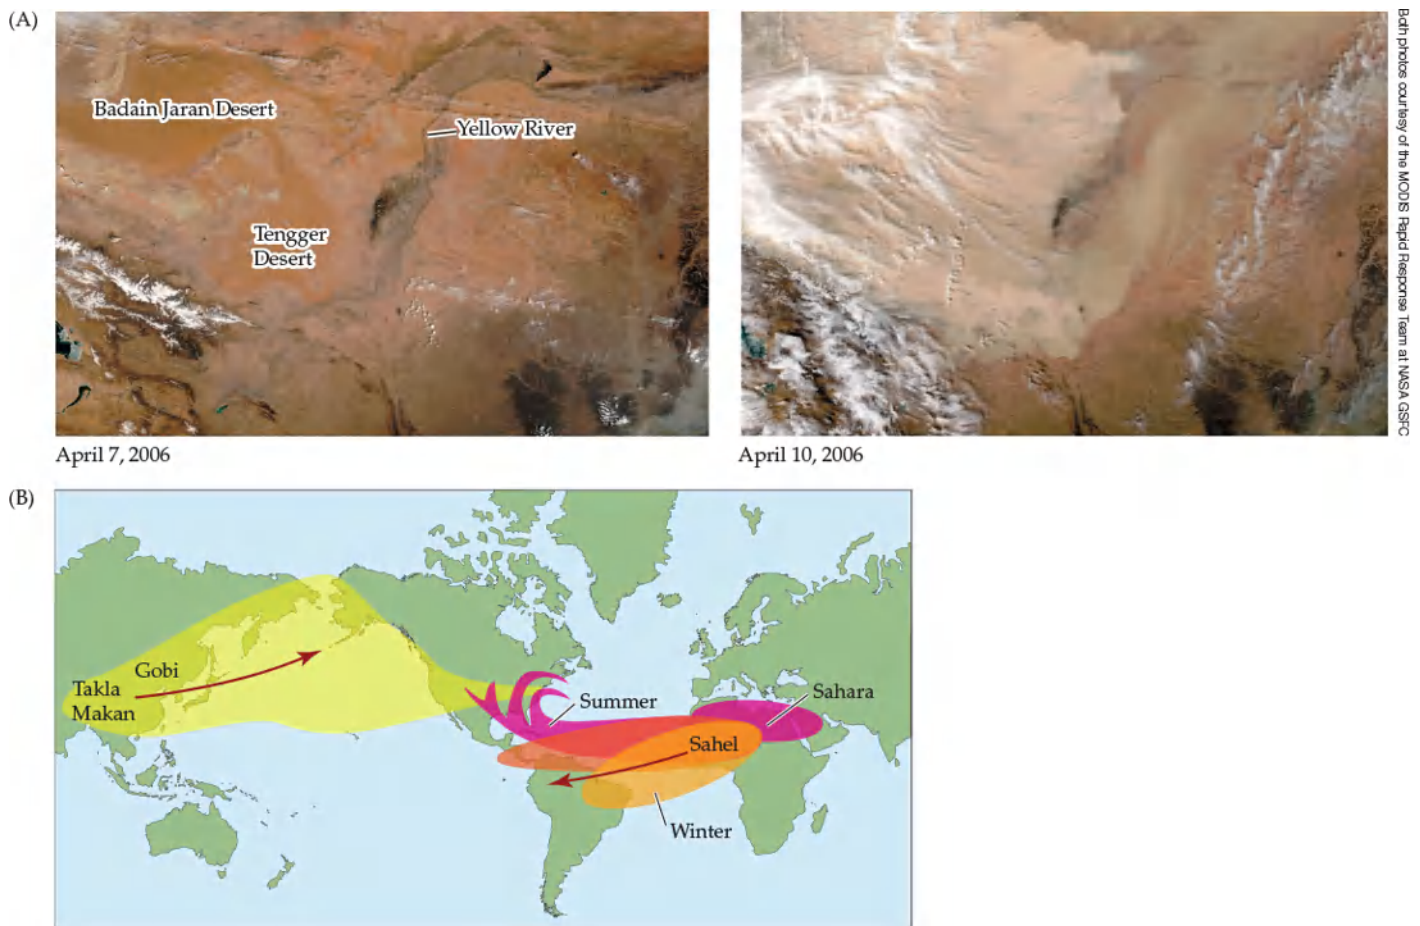 (A)
Badain Jaran Desert
Yellow River
Tengger
Desert
April 7, 2006
April 10, 2006
Both photos courtesy of the MODIS Rapid Response Team at NASA GSFC
(B)
Gobi
Takla
Makan
Summer
Sahara
Sahel
Winter